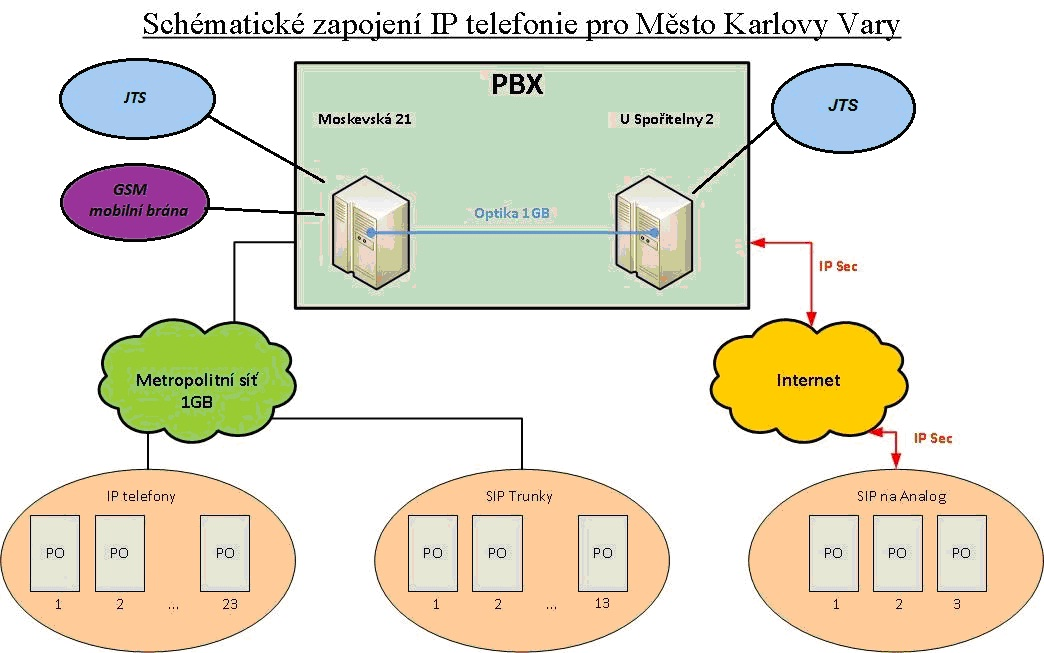 Schématické zapojení IP telefonie pro Město Karlovy Vary
JTS
PBX
JTS
Moskevská 21
U Spořitelny 2
GSM
mobilní brána
Optika 1GB
IP Sec
Metropolitní síť
1GB
Internet
IP Sec
IP telefony
PO
PO
PO
1 2 ... 23
SIP Trunky
PO
PO
PO
1 2 ... 13
SIP na Analog
PO
PO
PO
1 2 3